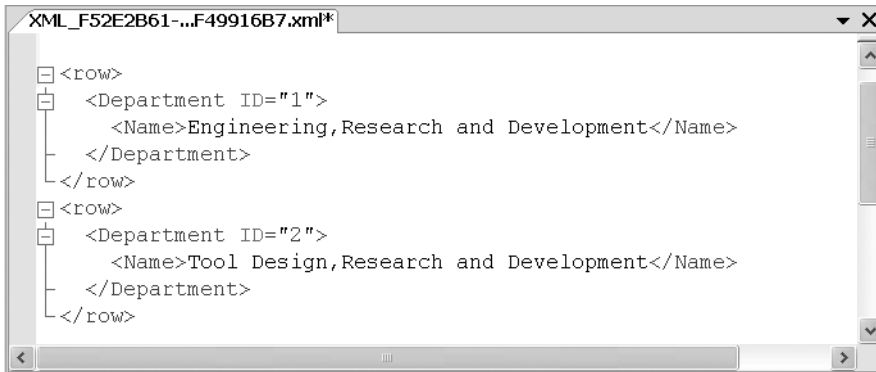 XML_F52E2B61-...F49916B7.xml*
<row>
<Department ID="1">
<Name>Engineering,Research and Development</Name>
</Department>
</row>
<row>
<Department ID="2">
<Name>Tool Design,Research and Development</Name>
</Department>
</row>